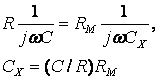 R 1/(jωC) = R_M 1/(jωC_X),
C_X = (C / R)R_M